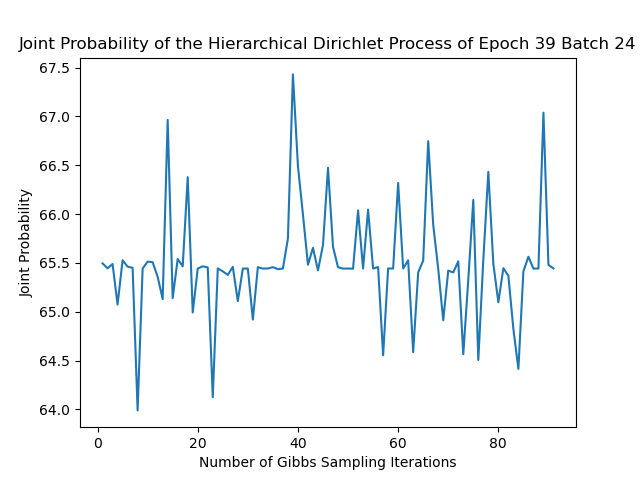 Joint Probability of the Hierarchical Dirichlet Process of Epoch 39 Batch 24
67.5
67.0
66.5
66.0
65.5
65.0
64.5
64.0
Joint Probability
0 20 40 60 80
Number of Gibbs Sampling Iterations